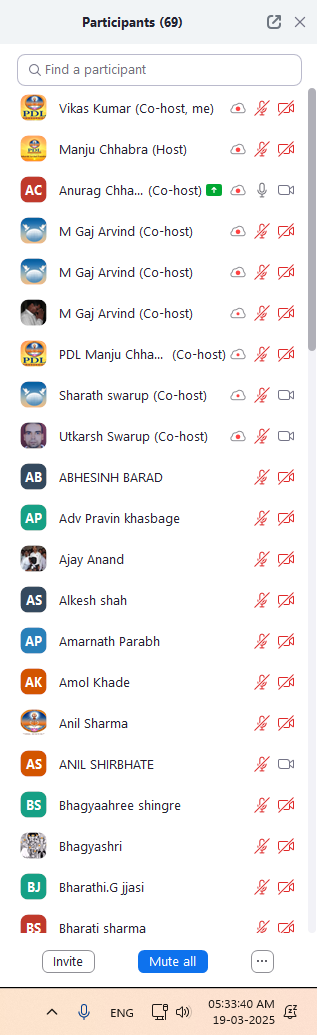 Participants (69)
Find a participant
PDL Vikas Kumar (Co-host, me)
PDL Manju Chhabra (Host)
AC Anurag Chha... (Co-host)
M Gaj Arvind (Co-host)
M Gaj Arvind (Co-host)
M Gaj Arvind (Co-host)
PDL PDL Manju Chha... (Co-host)
Sharath swarup (Co-host)
Utkarsh Swarup (Co-host)
AB ABHESINH BARAD
AP Adv Pravin khasbage
Ajay Anand
AS Alkesh shah
AP Amarnath Parabh
AK Amol Khade
Anil Sharma
AS ANIL SHIRBHATE
BS Bhagyaahree shingre
Bhagyashri
BJ Bharathi.G jjasi
BS Bharati sharma
Invite Mute all ...
ENG 05:33:40 AM
19-03-2025